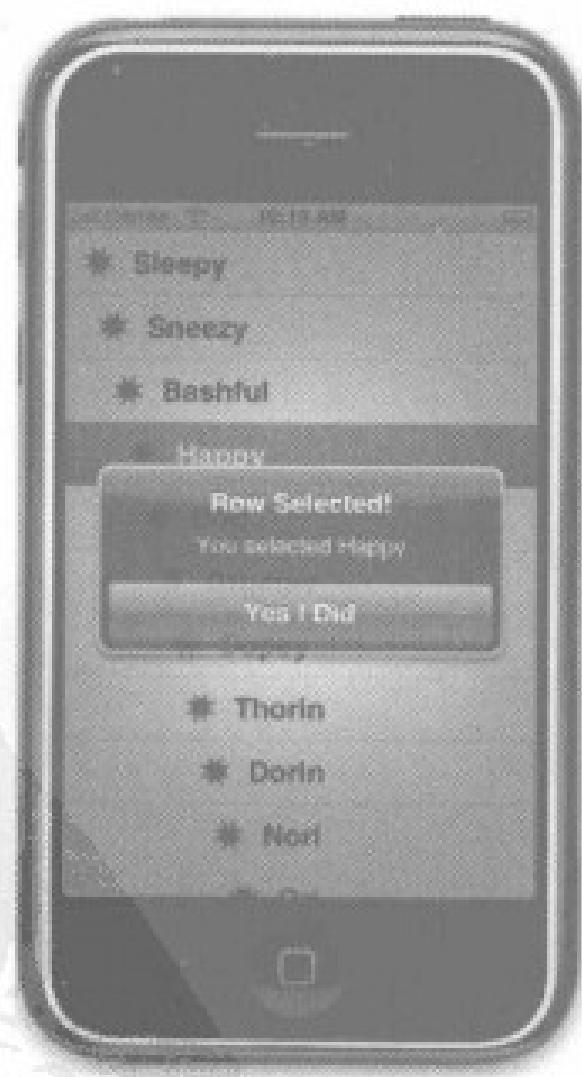 Sleepy
Sneezy
Bashful
Happy
Row Selected!
You selected Happy
Yes I Did
Thorin
Dorin
Nori